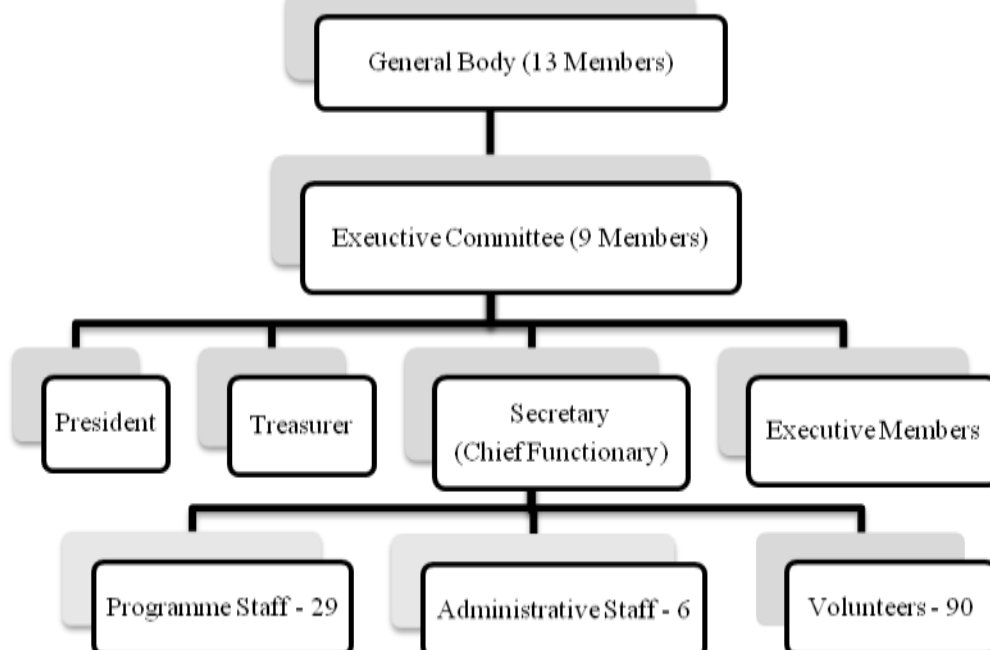 General Body (13 Members)
Exeuctive Committee (9 Members)
President
Treasurer
Secretary
(Chief Functionary)
Executive Members
Programme Staff - 29
Administrative Staff - 6
Volunteers - 90